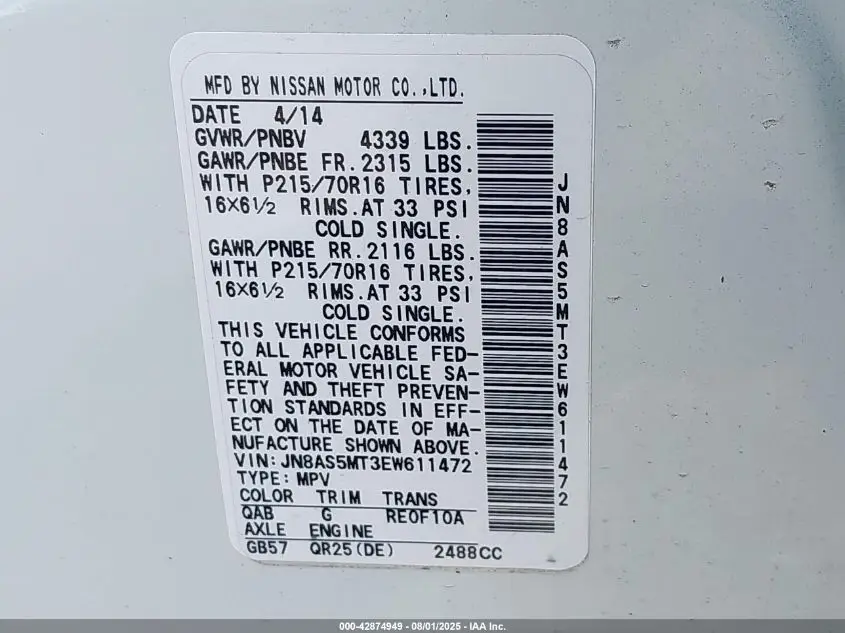 MFD BY NISSAN MOTOR CO.,LTD.
DATE 4/14
GVWR/PNBV 4339 LBS.
GAWR/PNBE FR.2315 LBS.
WITH P215/70R16 TIRES,
16X6½ RIMS.AT 33 PSI
COLD SINGLE.
GAWR/PNBE RR.2116 LBS.
WITH P215/70R16 TIRES,
16X6½ RIMS.AT 33 PSI
COLD SINGLE.
THIS VEHICLE CONFORMS
TO ALL APPLICABLE FED-
ERAL MOTOR VEHICLE SA-
FETY AND THEFT PREVEN-
TION STANDARDS IN EFF-
ECT ON THE DATE OF MA-
NUFACTURE SHOWN ABOVE.
VIN:JN8AS5MT3EW611472
TYPE:MPV
COLOR TRIM TRANS
QAB G RE0F10A
AXLE ENGINE
GB57 QR25(DE) 2488CC
JN8AS5MT3EW611472
000-42874949 - 08/01/2025 - IAA Inc.